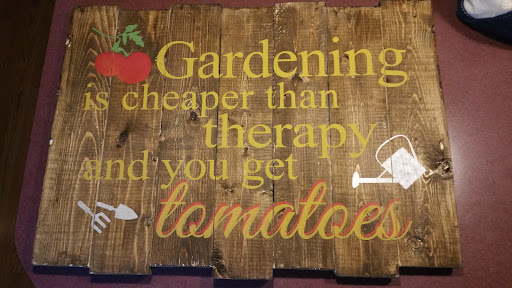 Gardening
is cheaper than
therapy
and you get
tomatoes